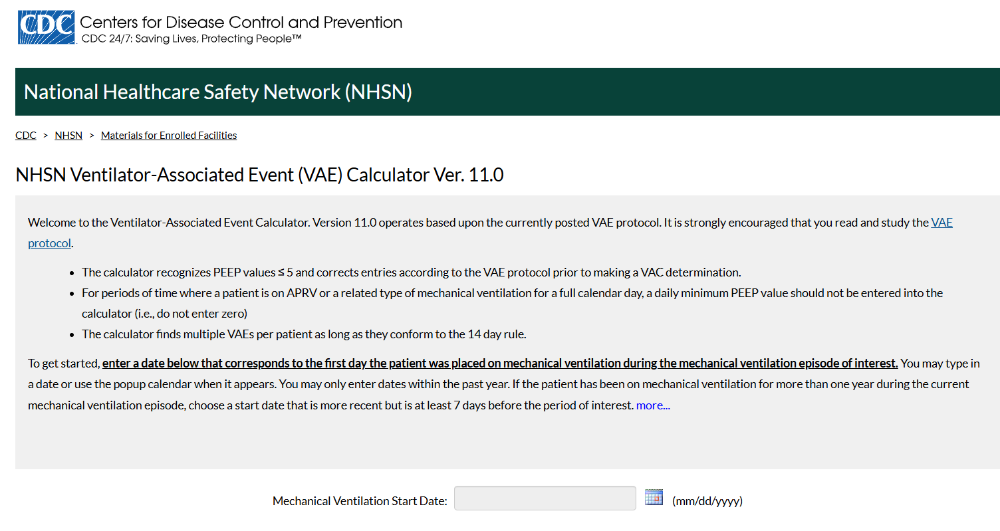 CDC Centers for Disease Control and Prevention
CDC 24/7: Saving Lives, Protecting People™
National Healthcare Safety Network (NHSN)
CDC > NHSN > Materials for Enrolled Facilities
NHSN Ventilator-Associated Event (VAE) Calculator Ver. 11.0
Welcome to the Ventilator-Associated Event Calculator. Version 11.0 operates based upon the currently posted VAE protocol. It is strongly encouraged that you read and study the VAE
protocol.
• The calculator recognizes PEEP values ≤ 5 and corrects entries according to the VAE protocol prior to making a VAC determination.
• For periods of time where a patient is on APRV or a related type of mechanical ventilation for a full calendar day, a daily minimum PEEP value should not be entered into the
calculator (i.e., do not enter zero)
• The calculator finds multiple VAEs per patient as long as they conform to the 14 day rule.
To get started, enter a date below that corresponds to the first day the patient was placed on mechanical ventilation during the mechanical ventilation episode of interest. You may type in
a date or use the popup calendar when it appears. You may only enter dates within the past year. If the patient has been on mechanical ventilation for more than one year during the current
mechanical ventilation episode, choose a start date that is more recent but is at least 7 days before the period of interest. more...
Mechanical Ventilation Start Date: (mm/dd/yyyy)